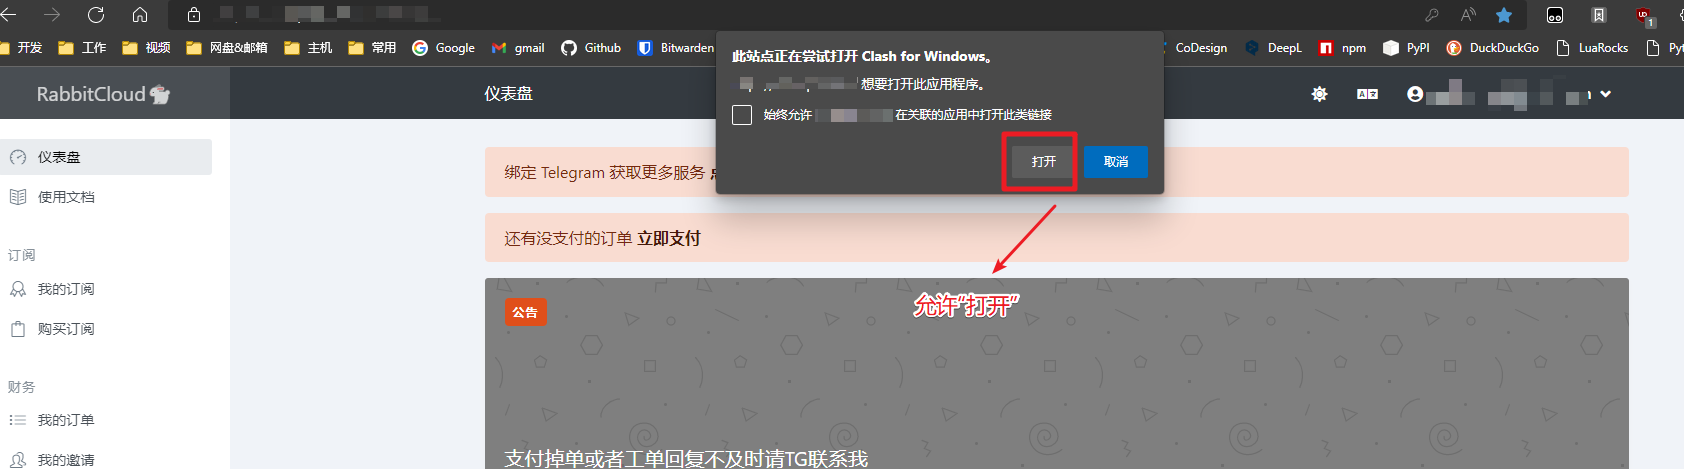 开发 工作 视频 网盘&邮箱 主机 常用 Google gmail Github Bitwarden CoDesign DeepL npm PyPI DuckDuckGo LuaRocks
此站点正在尝试打开 Clash for Windows。
想要打开此应用程序。
始终允许 在关联的应用中打开此类链接
打开 取消
RabbitCloud
仪表盘
仪表盘
使用文档
订阅
我的订阅
购买订阅
财务
我的订单
我的邀请
绑定 Telegram 获取更多服务
还有没支付的订单 立即支付
允许“打开”
公告
支付掉单或者工单回复不及时请TG联系我